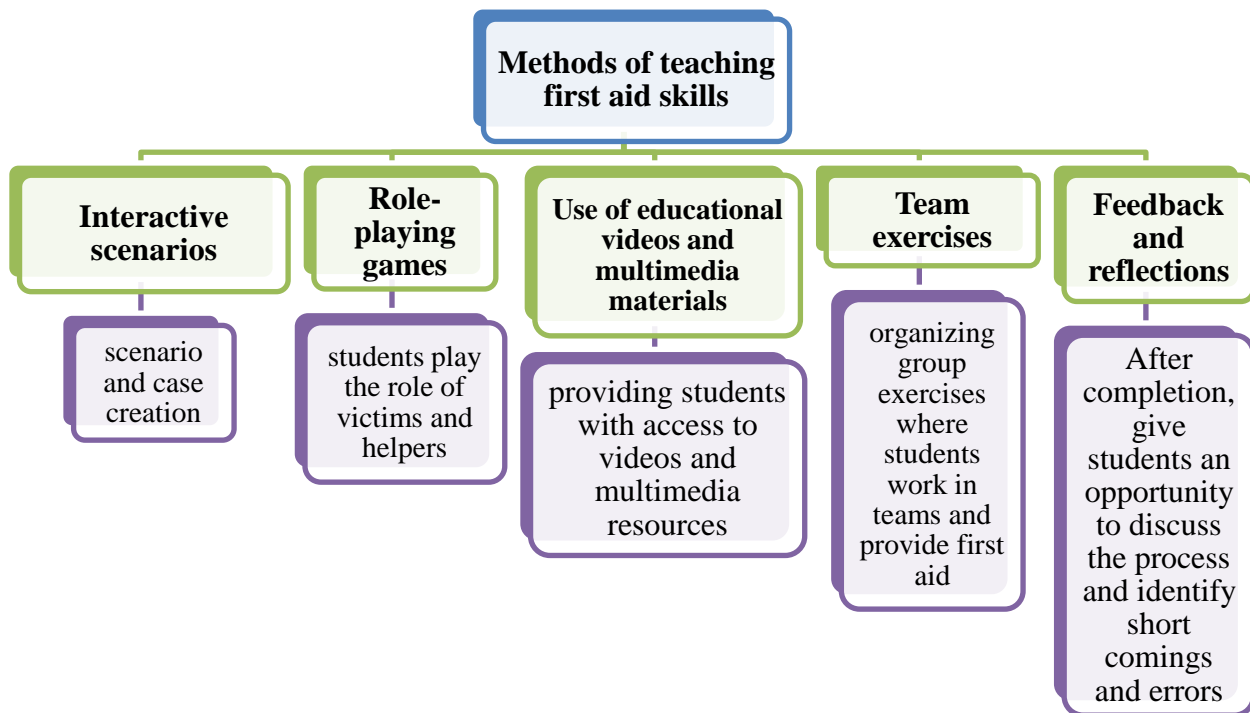 Methods of teaching
first aid skills
Interactive
scenarios
Role-
playing
games
Use of educational
videos and
multimedia
materials
Team
exercises
Feedback
and
reflections
scenario
and case
creation
students play
the role of
victims and
helpers
providing students
with access to
videos and
multimedia
resources
organizing
group
exercises
where
students
work in
teams and
provide first
aid
After
completion,
give
students an
opportunity
to discuss
the process
and identify
short
comings
and errors